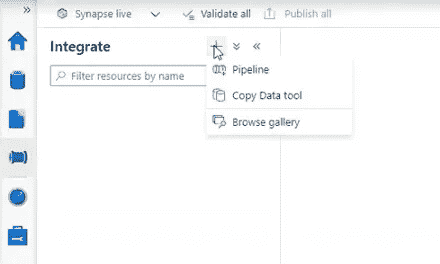 Synapse live
Validate all
Publish all
Integrate
Filter resources by name
Pipeline
Copy Data tool
Browse gallery